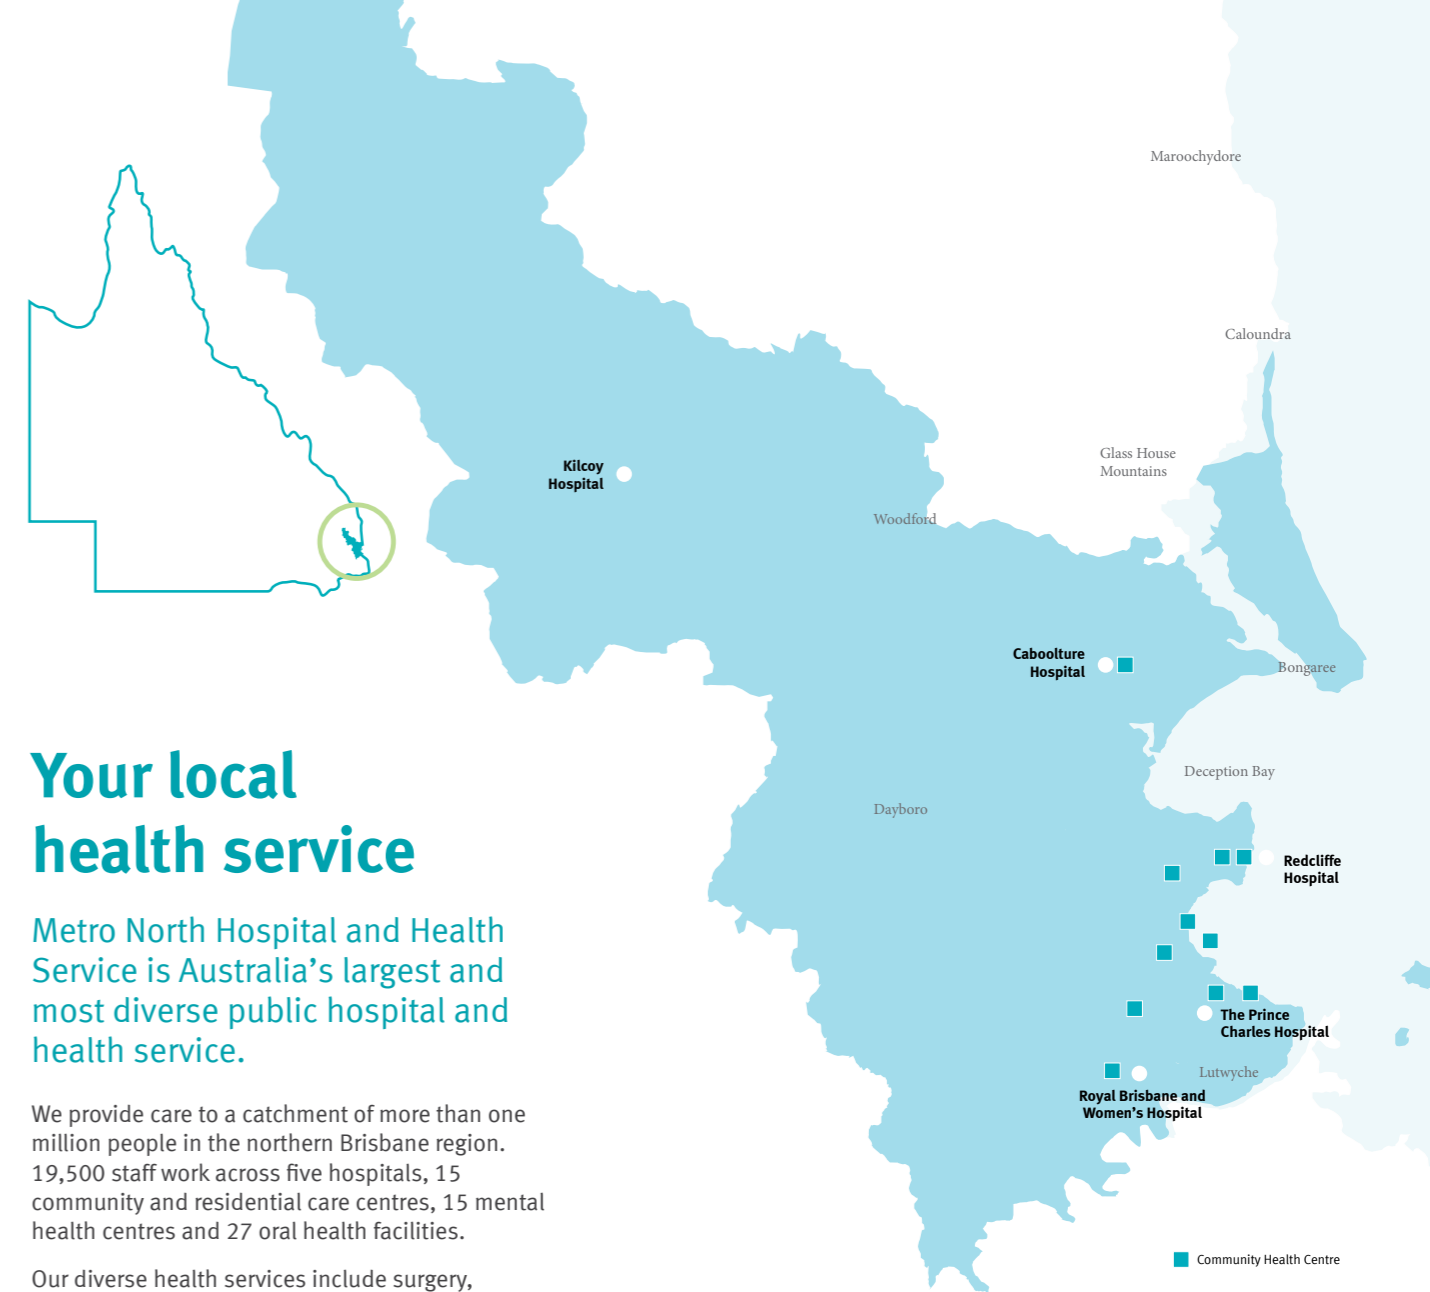 Maroochydore
Caloundra
Glass House
Mountains
Kilcoy
Hospital
Woodford
Caboolture
Hospital
Bongaree
Deception Bay
Dayboro
Redcliffe
Hospital
The Prince
Charles Hospital
Lutwyche
Royal Brisbane and
Women’s Hospital
Community Health Centre
Your local
health service
Metro North Hospital and Health
Service is Australia’s largest and
most diverse public hospital and
health service.
We provide care to a catchment of more than one
million people in the northern Brisbane region.
19,500 staff work across five hospitals, 15
community and residential care centres, 15 mental
health centres and 27 oral health facilities.
Our diverse health services include surgery,